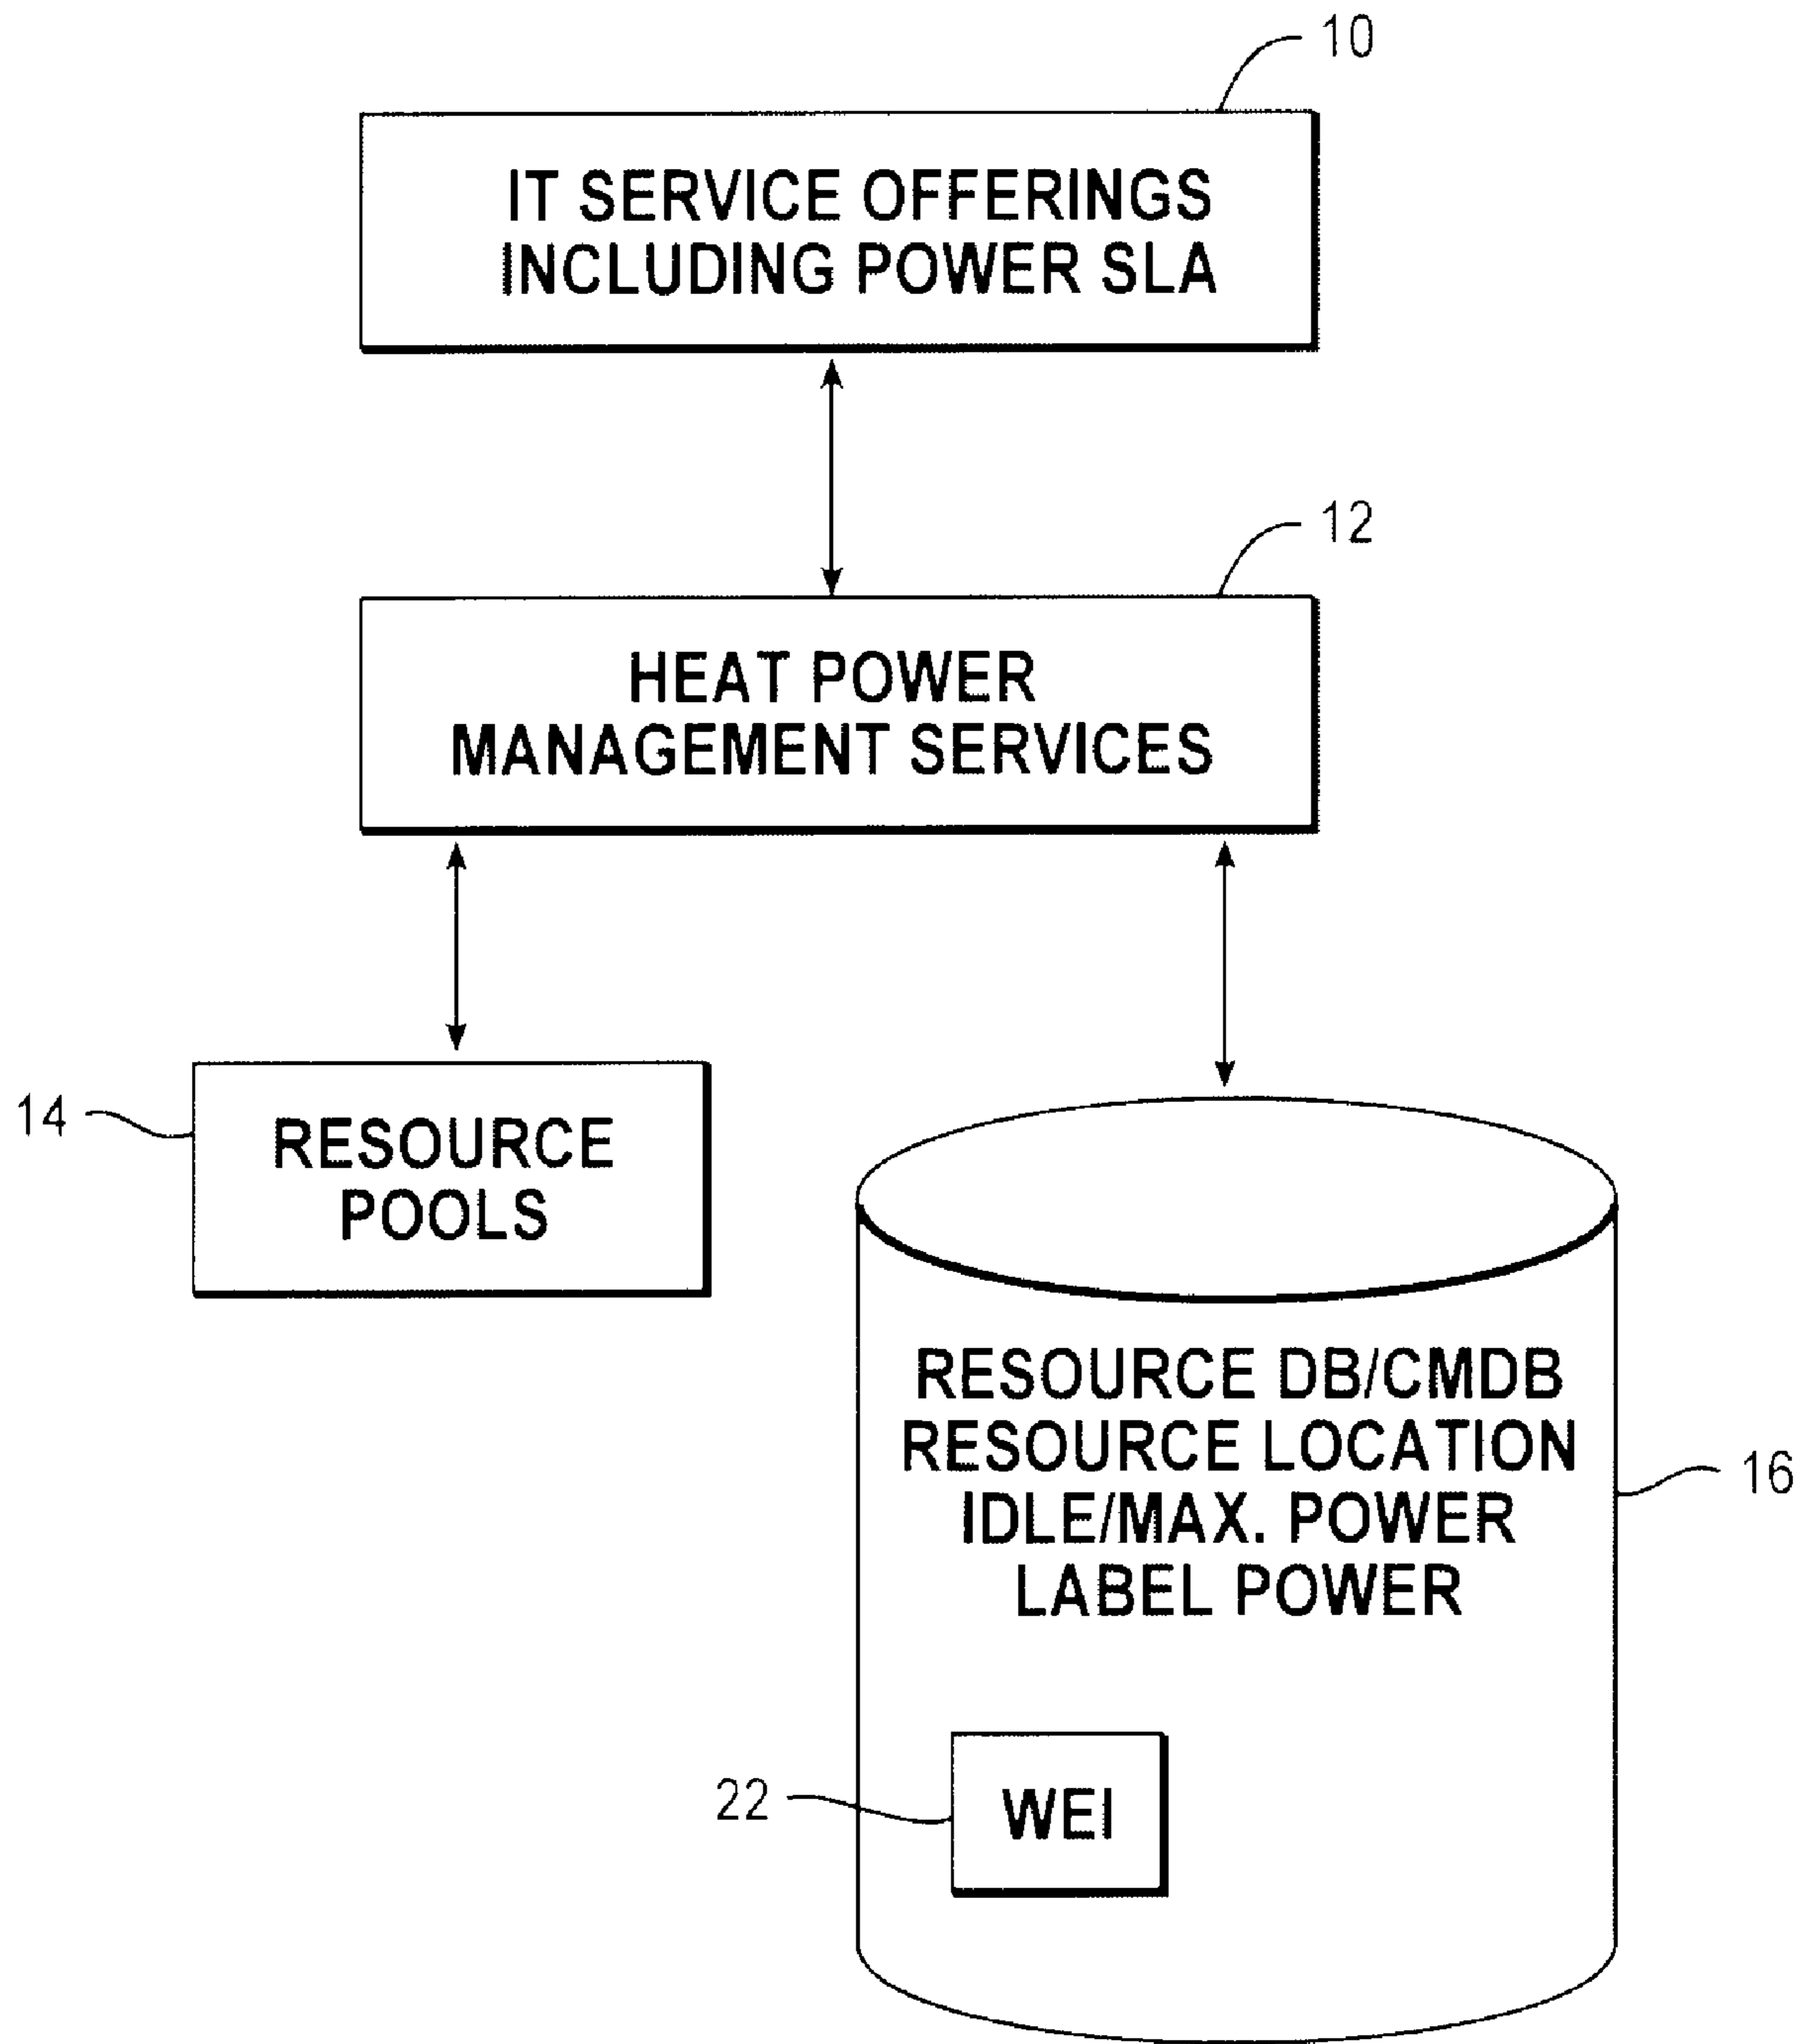 10
IT SERVICE OFFERINGS
INCLUDING POWER SLA
12
HEAT POWER
MANAGEMENT SERVICES
14
RESOURCE
POOLS
RESOURCE DB/CMDB
RESOURCE LOCATION
IDLE/MAX. POWER
LABEL POWER
16
22
WEI